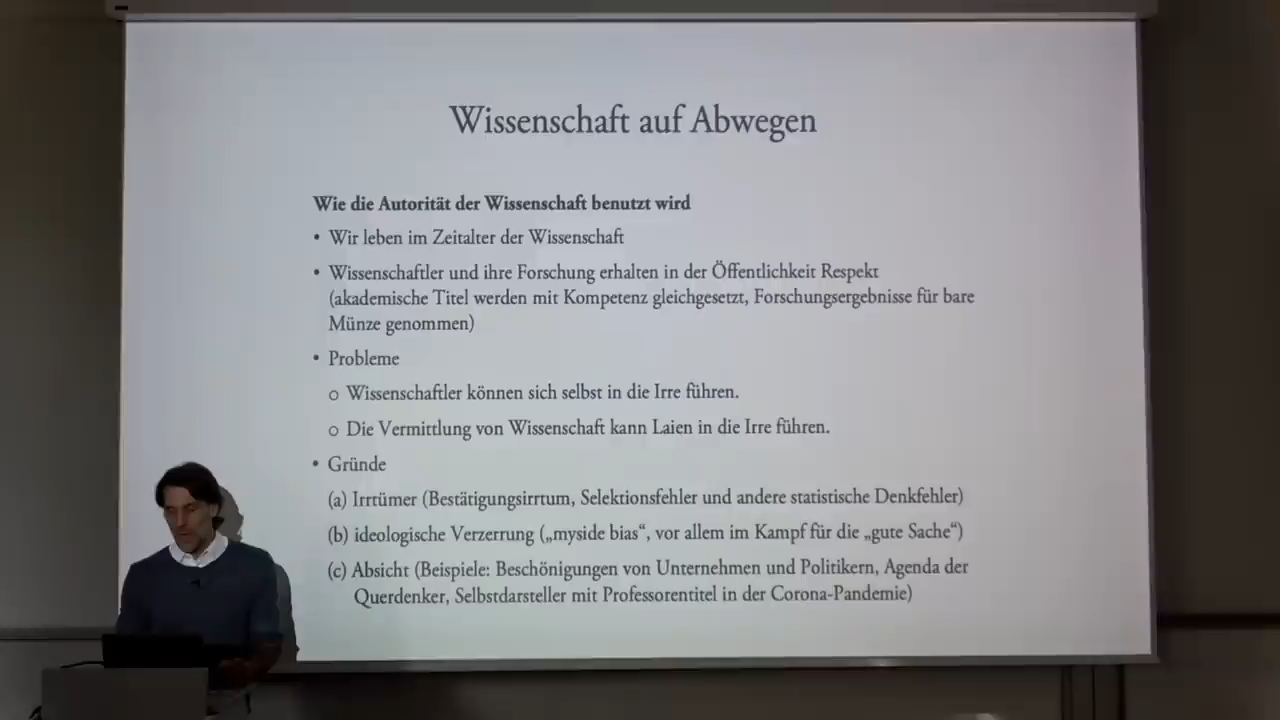 Wissenschaft auf Abwegen
Wie die Autorität der Wissenschaft benutzt wird
• Wir leben im Zeitalter der Wissenschaft
• Wissenschaftler und ihre Forschung erhalten in der Öffentlichkeit Respekt
(akademische Titel werden mit Kompetenz gleichgesetzt, Forschungsergebnisse für bare
Münze genommen)
• Probleme
o Wissenschaftler können sich selbst in die Irre führen.
o Die Vermittlung von Wissenschaft kann Laien in die Irre führen.
• Gründe
(a) Irrtümer (Bestätigungsirrtum, Selektionsfehler und andere statistische Denkfehler)
(b) ideologische Verzerrung („myside bias“, vor allem im Kampf für die „gute Sache“)
(c) Absicht (Beispiele: Beschönigungen von Unternehmen und Politikern, Agenda der
Querdenker, Selbstdarsteller mit Professorentitel in der Corona-Pandemie)